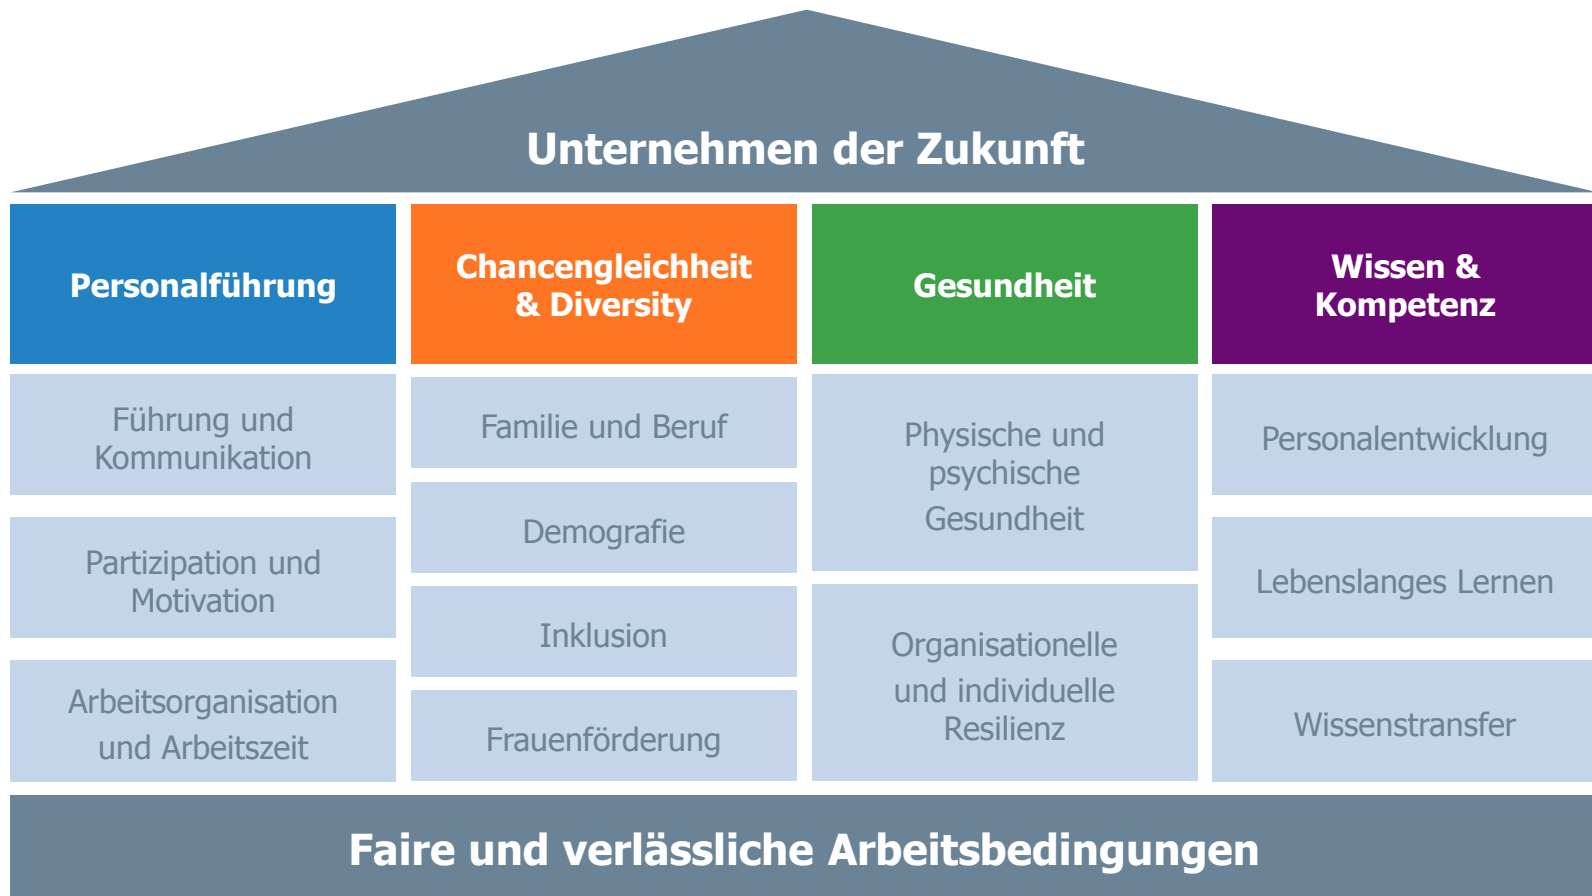 Unternehmen der Zukunft
Personalführung
Führung und
Kommunikation
Partizipation und
Motivation
Arbeitsorganisation
und Arbeitszeit
Chancengleichheit
& Diversity
Familie und Beruf
Demografie
Inklusion
Frauenförderung
Gesundheit
Physische und
psychische
Gesundheit
Organisationelle
und individuelle
Resilienz
Wissen &
Kompetenz
Personalentwicklung
Lebenslanges Lernen
Wissenstransfer
Faire und verlässliche Arbeitsbedingungen